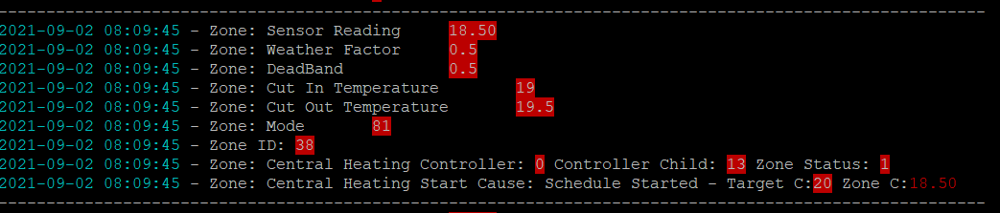 --------------------------------------------------------------------------------------------------------
2021-09-02 08:09:45 - Zone: Sensor Reading 18.50
2021-09-02 08:09:45 - Zone: Weather Factor 0.5
2021-09-02 08:09:45 - Zone: DeadBand 0.5
2021-09-02 08:09:45 - Zone: Cut In Temperature 19
2021-09-02 08:09:45 - Zone: Cut Out Temperature 19.5
2021-09-02 08:09:45 - Zone: Mode 81
2021-09-02 08:09:45 - Zone ID: 38
2021-09-02 08:09:45 - Zone: Central Heating Controller: 0 Controller Child: 13 Zone Status: 1
2021-09-02 08:09:45 - Zone: Central Heating Start Cause: Schedule Started - Target C:20 Zone C:18.50
--------------------------------------------------------------------------------------------------------